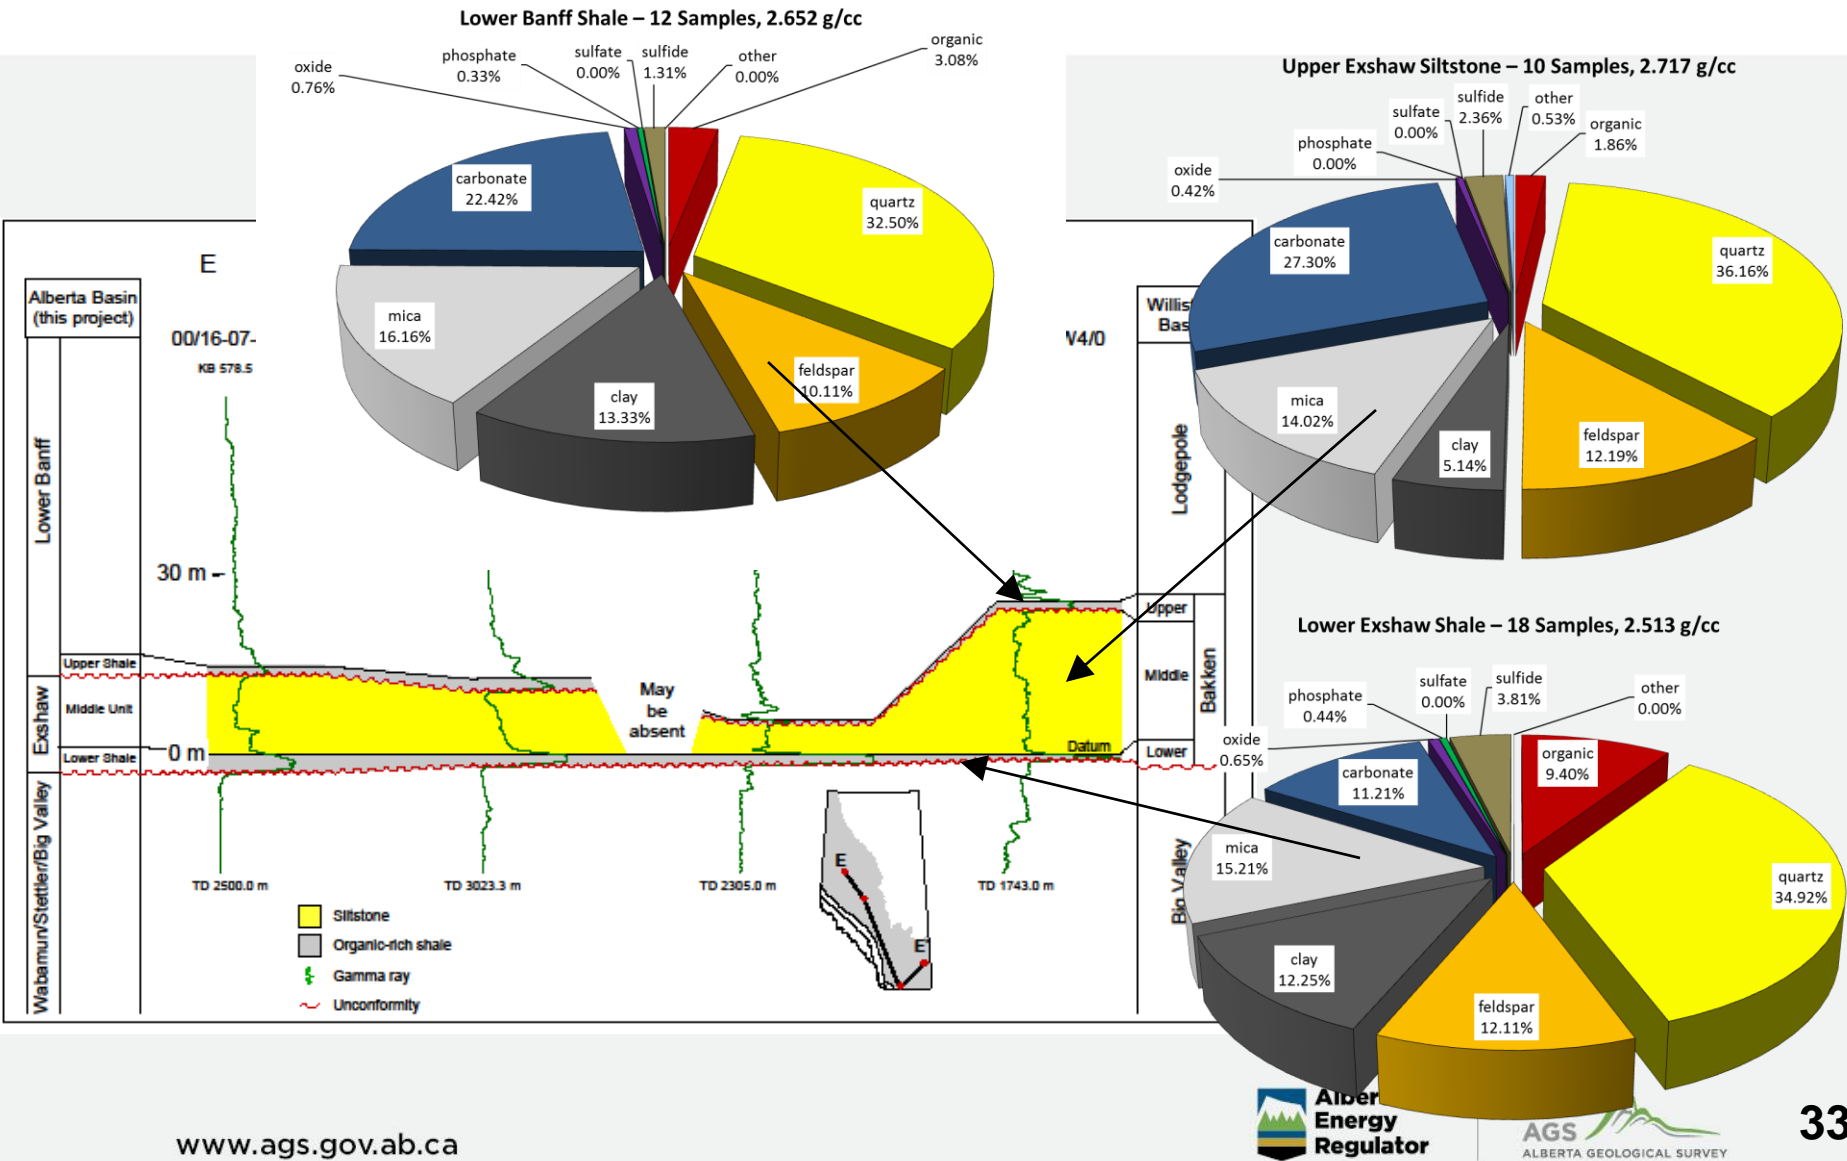 Lower Banff Shale – 12 Samples, 2.652 g/cc
oxide
0.76%
phosphate
0.33%
sulfate
0.00%
sulfide
1.31%
other
0.00%
organic
3.08%
carbonate
22.42%
quartz
32.50%
mica
16.16%
clay
13.33%
feldspar
10.11%
Upper Exshaw Siltstone – 10 Samples, 2.717 g/cc
oxide
0.42%
phosphate
0.00%
sulfate
0.00%
sulfide
2.36%
other
0.53%
organic
1.86%
carbonate
27.30%
quartz
36.16%
mica
14.02%
clay
5.14%
feldspar
12.19%
Lower Exshaw Shale – 18 Samples, 2.513 g/cc
oxide
0.65%
phosphate
0.44%
sulfate
0.00%
sulfide
3.81%
other
0.00%
organic
9.40%
carbonate
11.21%
quartz
34.92%
mica
15.21%
clay
12.25%
feldspar
12.11%
E
Alberta Basin
(this project)
00/16-07-
KB 578.5
W4/0
Lower Banff
30 m
Upper Shale
Exshaw
Middle Unit
Lower Shale
0 m
Wabamun/Stettler/Big Valley
May
be
absent
Datum
Lodgepole
Upper
Middle
Lower
Bakken
Big Valley
TD 2500.0 m
TD 3023.3 m
TD 2305.0 m
TD 1743.0 m
Siltstone
Organic-rich shale
Gamma ray
Unconformity
E
E'
www.ags.gov.ab.ca
Energy
Regulator
AGS
ALBERTA GEOLOGICAL SURVEY
33